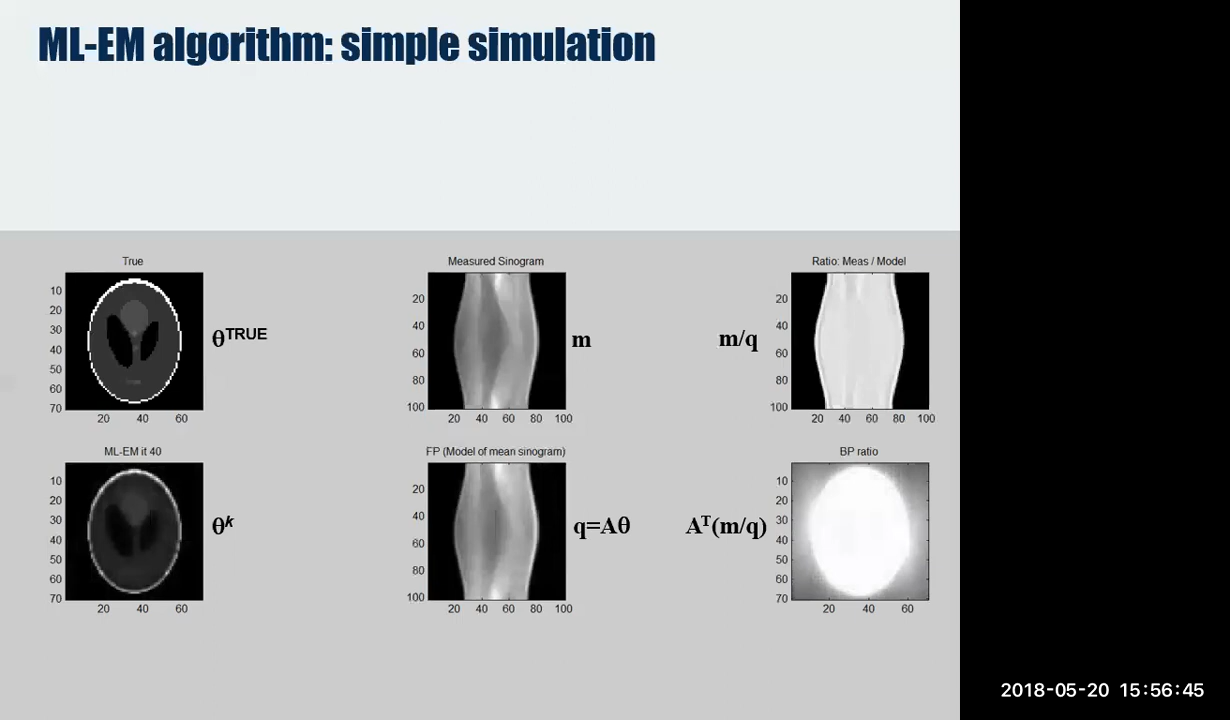 ML-EM algorithm: simple simulation
True
10
20
30
40
50
60
70
20 40 60
θTRUE
Measured Sinogram
20
40
60
80
100
20 40 60 80 100
m
Ratio: Meas / Model
m/q
20
40
60
80
100
20 40 60 80 100
ML-EM it 40
10
20
30
40
50
60
70
20 40 60
θk
FP (Model of mean sinogram)
20
40
60
80
100
20 40 60 80 100
q=Aθ
BP ratio
AT(m/q)
10
20
30
40
50
60
70
20 40 60
2018-05-20 15:56:45